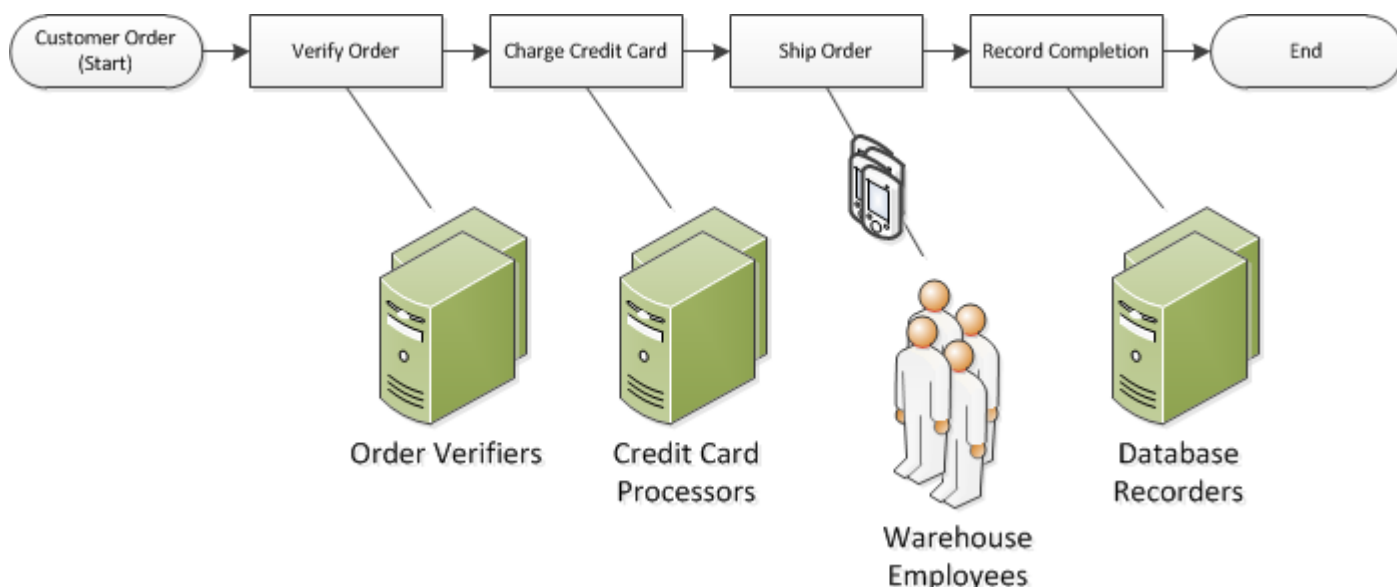 Customer Order
(Start)
Verify Order
Charge Credit Card
Ship Order
Record Completion
End
Order Verifiers
Credit Card
Processors
Warehouse
Employees
Database
Recorders